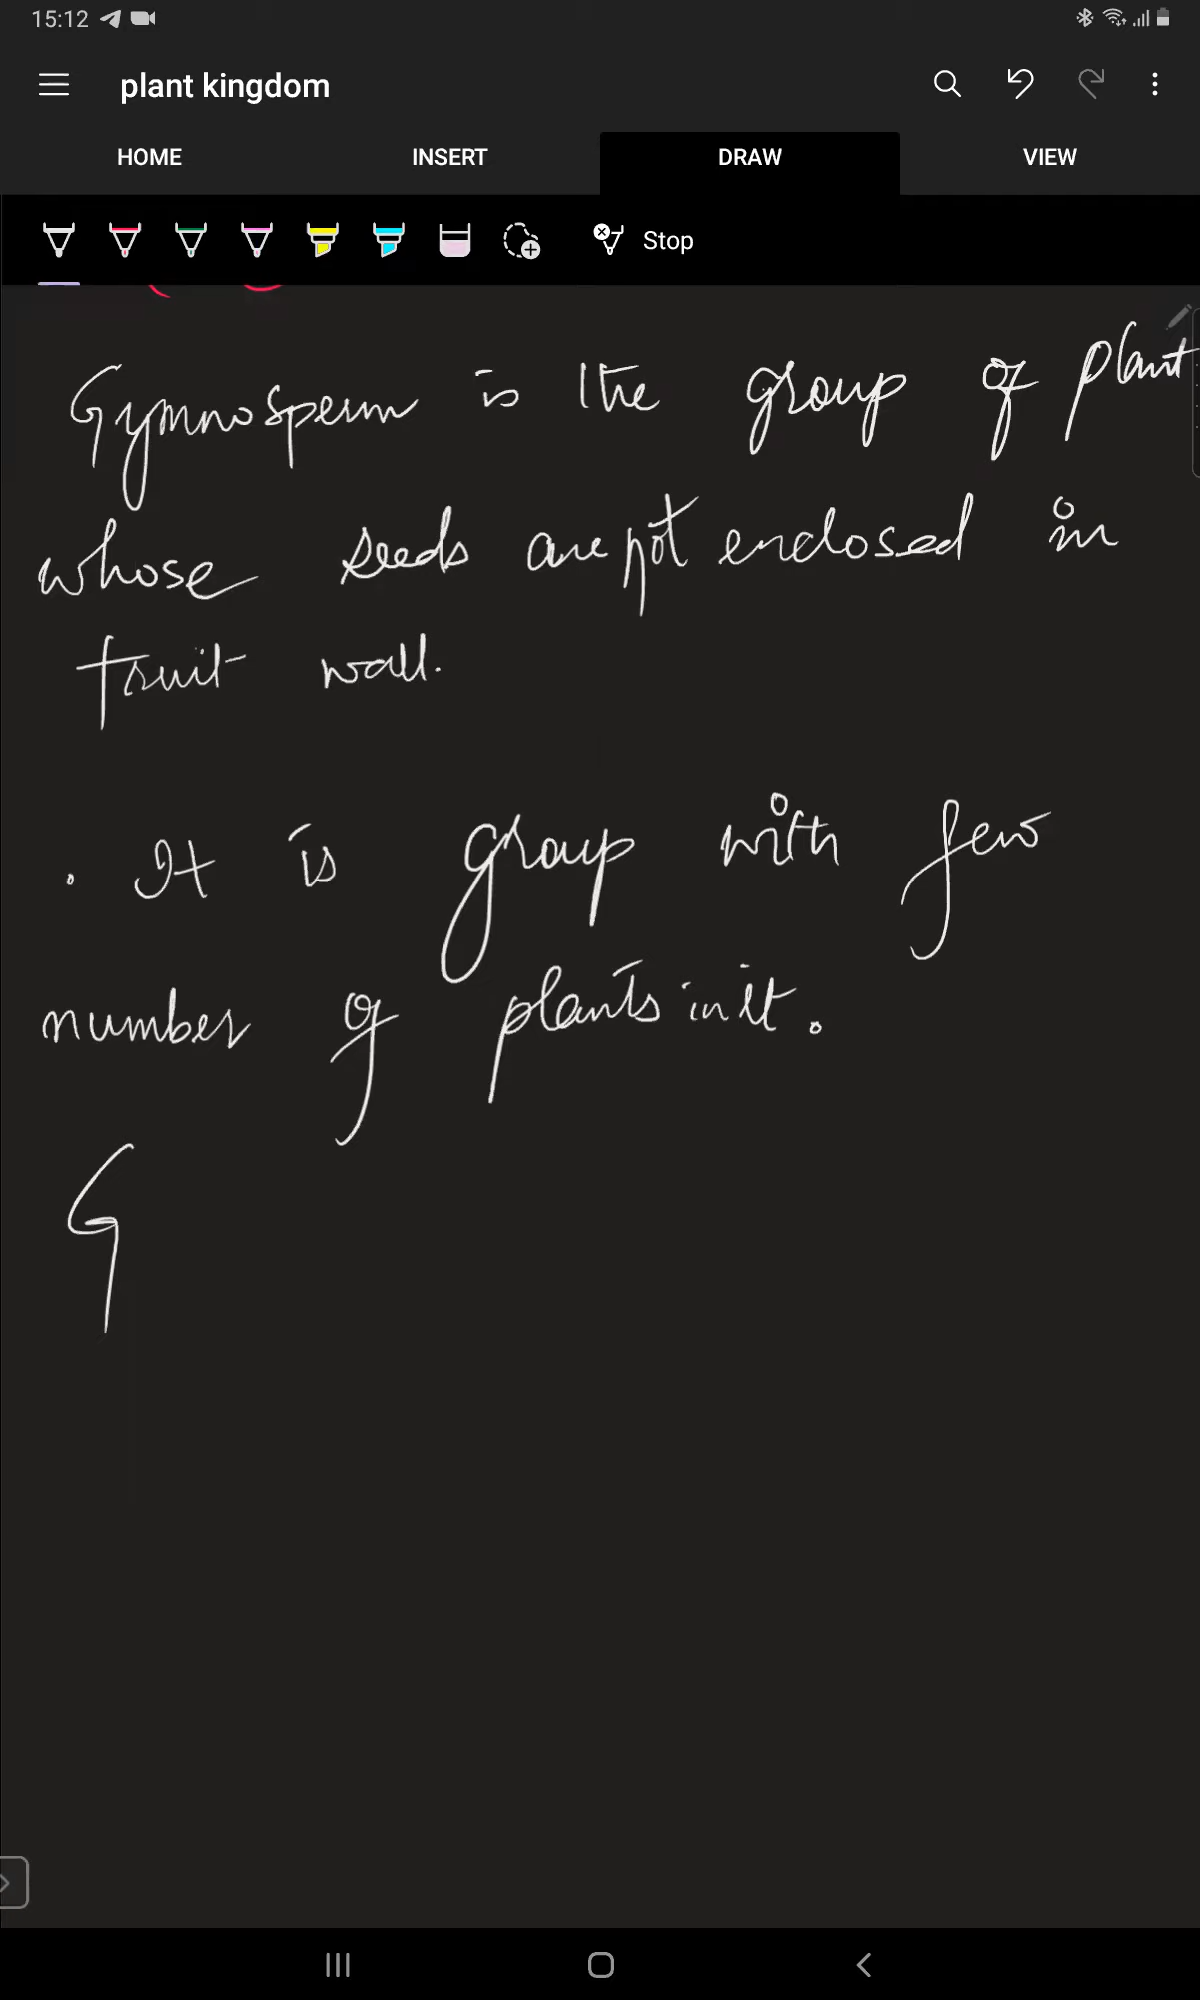 15:12
plant kingdom
HOME INSERT DRAW VIEW
Stop
Gymnosperm is the group of plant
whose seeds are not enclosed in
fruit wall.
. It is group with few
number of plants in it.
G